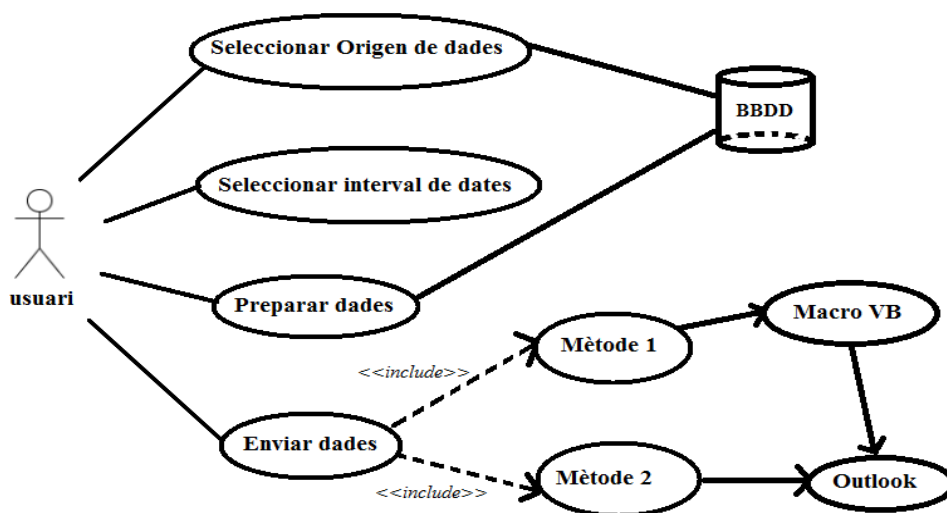 Seleccionar Origen de dades
BBDD
Seleccionar interval de dates
usuari
Preparar dades
Mètode 1
Macro VB
<<include>>
Enviar dades
Mètode 2
Outlook
<<include>>